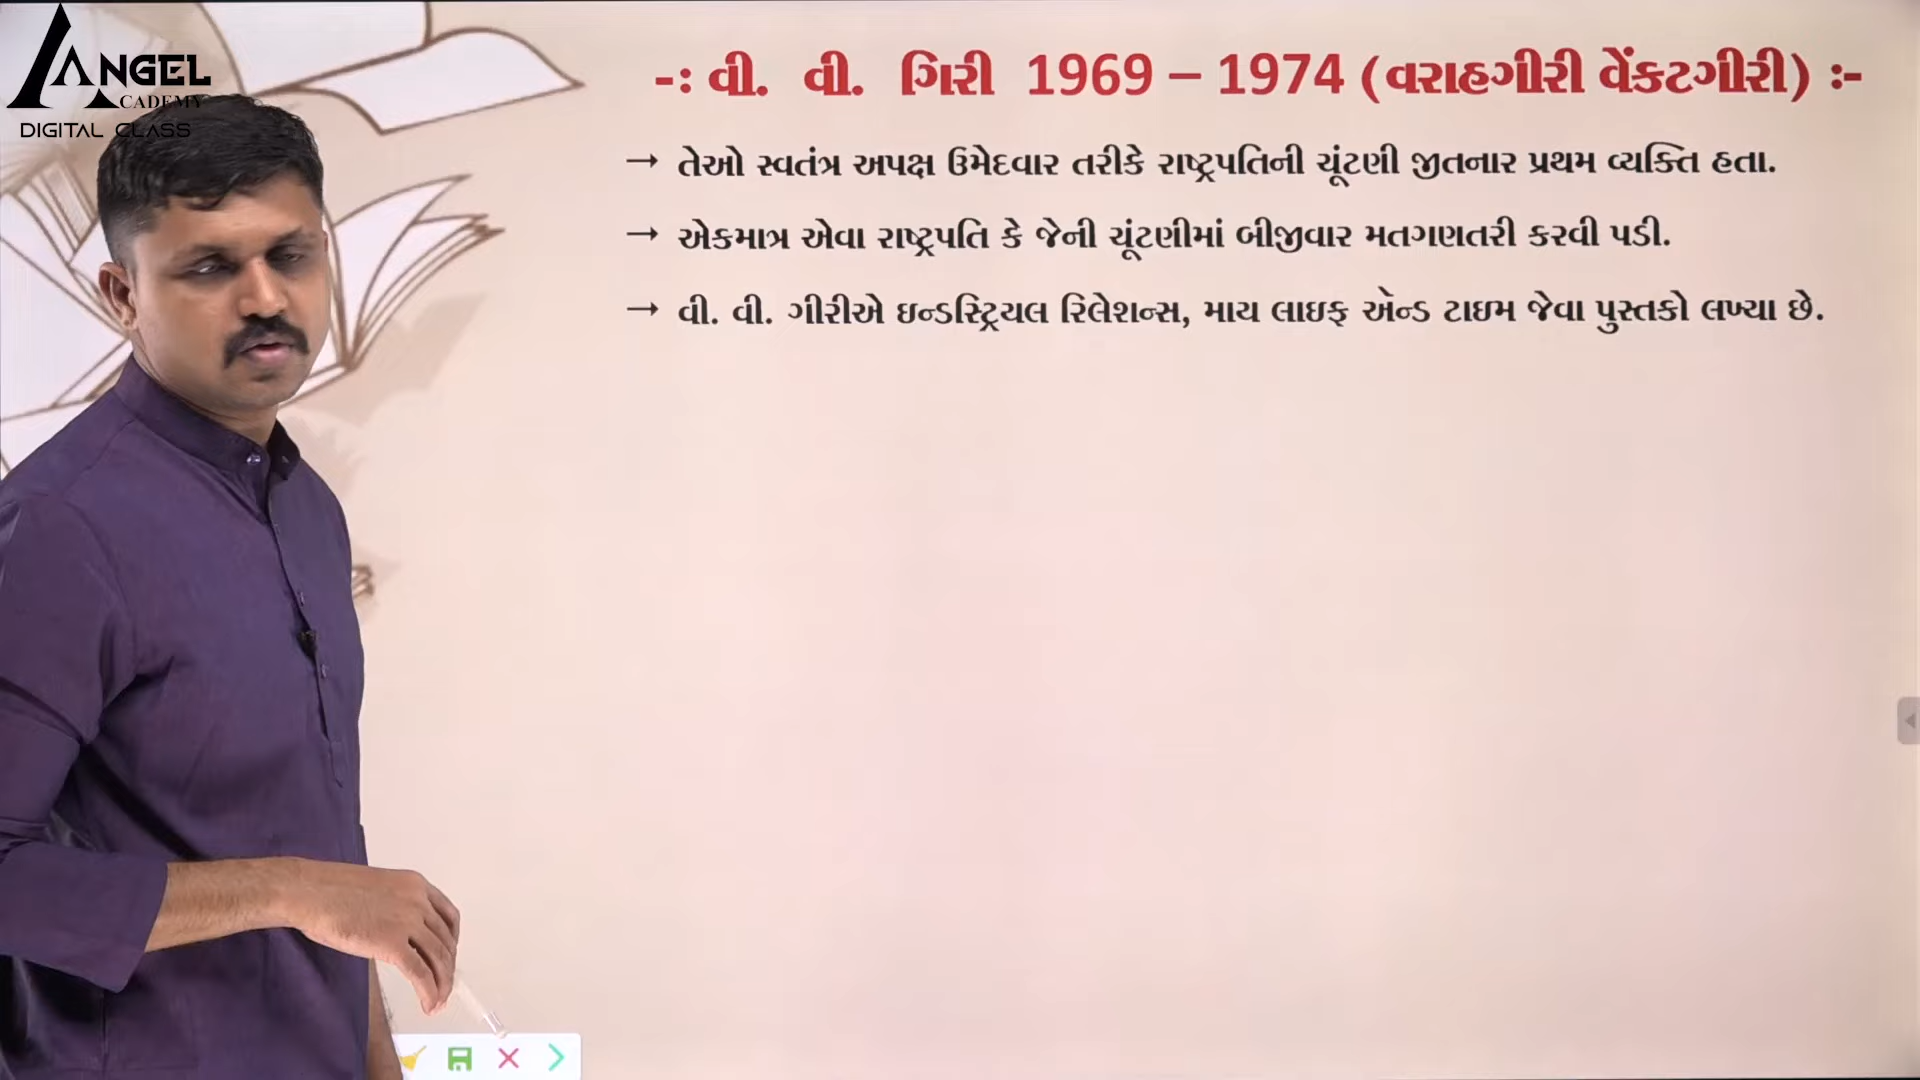 ANGEL
ACADEMY
DIGITAL CLASS
-: વી. વી. ગિરી 1969 – 1974 (વરાહગીરી વેંકટગીરી) :-
→ તેઓ સ્વતંત્ર અપક્ષ ઉમેદવાર તરીકે રાષ્ટ્રપતિની ચૂંટણી જીતનાર પ્રથમ વ્યક્તિ હતા.
→ એકમાત્ર એવા રાષ્ટ્રપતિ કે જેની ચૂંટણીમાં બીજીવાર મતગણતરી કરવી પડી.
→ વી. વી. ગીરીએ ઇન્ડસ્ટ્રિયલ રિલેશન્સ, માય લાઇફ એન્ડ ટાઇમ જેવા પુસ્તકો લખ્યા છે.